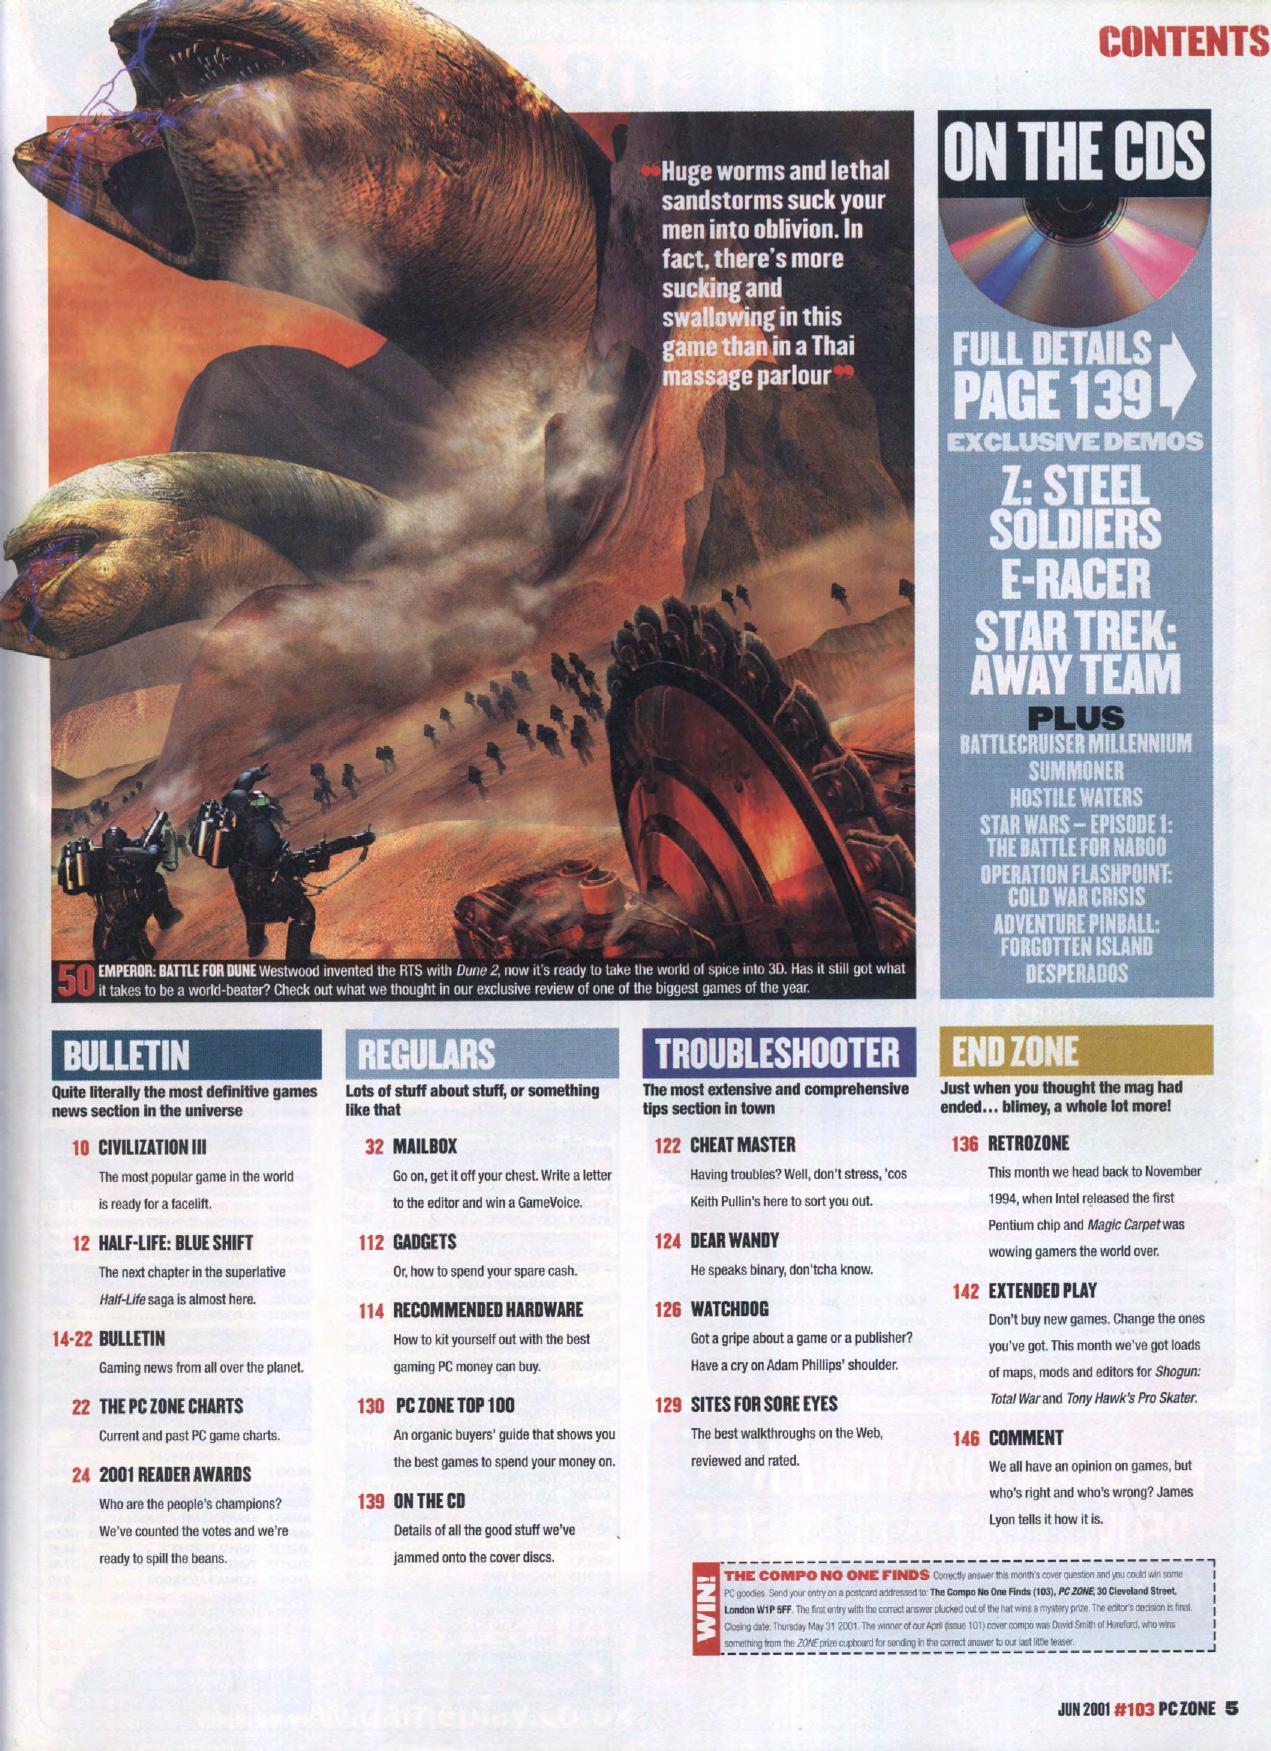 CONTENTS
“Huge worms and lethal
sandstorms suck your
men into oblivion. In
fact, there's more
sucking and
swallowing in this
game than in a Thai
massage parlour”
50 EMPEROR: BATTLE FOR DUNE Westwood invented the RTS with Dune 2, now it's ready to take the world of spice into 3D. Has it still got what
it takes to be a world-beater? Check out what we thought in our exclusive review of one of the biggest games of the year.
ON THE CDS
FULL DETAILS
PAGE 139
EXCLUSIVE DEMOS
Z: STEEL
SOLDIERS
E-RACER
STAR TREK:
AWAY TEAM
PLUS
BATTLECRUISER MILLENNIUM
SUMMONER
HOSTILE WATERS
STAR WARS – EPISODE 1:
THE BATTLE FOR NABOO
OPERATION FLASHPOINT:
COLD WAR CRISIS
ADVENTURE PINBALL:
FORGOTTEN ISLAND
DESPERADOS
BULLETIN
Quite literally the most definitive games
news section in the universe
10 CIVILIZATION III
The most popular game in the world
is ready for a facelift.
12 HALF-LIFE: BLUE SHIFT
The next chapter in the superlative
Half-Life saga is almost here.
14-22 BULLETIN
Gaming news from all over the planet.
22 THE PC ZONE CHARTS
Current and past PC game charts.
24 2001 READER AWARDS
Who are the people's champions?
We've counted the votes and we're
ready to spill the beans.
REGULARS
Lots of stuff about stuff, or something
like that
32 MAILBOX
Go on, get it off your chest. Write a letter
to the editor and win a GameVoice.
112 GADGETS
Or, how to spend your spare cash.
114 RECOMMENDED HARDWARE
How to kit yourself out with the best
gaming PC money can buy.
130 PC ZONE TOP 100
An organic buyers' guide that shows you
the best games to spend your money on.
139 ON THE CD
Details of all the good stuff we've
jammed onto the cover discs.
TROUBLESHOOTER
The most extensive and comprehensive
tips section in town
122 CHEAT MASTER
Having troubles? Well, don't stress, 'cos
Keith Pullin's here to sort you out.
124 DEAR WANDY
He speaks binary, don'tcha know.
126 WATCHDOG
Got a gripe about a game or a publisher?
Have a cry on Adam Phillips' shoulder.
129 SITES FOR SORE EYES
The best walkthroughs on the Web,
reviewed and rated.
END ZONE
Just when you thought the mag had
ended... blimey, a whole lot more!
136 RETROZONE
This month we head back to November
1994, when Intel released the first
Pentium chip and Magic Carpet was
wowing gamers the world over.
142 EXTENDED PLAY
Don't buy new games. Change the ones
you've got. This month we've got loads
of maps, mods and editors for Shogun:
Total War and Tony Hawk's Pro Skater.
146 COMMENT
We all have an opinion on games, but
who's right and who's wrong? James
Lyon tells it how it is.
WIN!
THE COMPO NO ONE FINDS Correctly answer this month's cover question and you could win some
PC goodies. Send your entry on a postcard addressed to: The Compo No One Finds (103), PC ZONE, 30 Cleveland Street,
London W1P 5FF. The first entry with the correct answer plucked out of the hat wins a mystery prize. The editor's decision is final.
Closing date: Thursday May 31 2001. The winner of our April (issue 101) cover compo was David Smith of Hereford, who wins
something from the ZONE prize cupboard for sending in the correct answer to our last little teaser.
JUN 2001 #103 PC ZONE 5